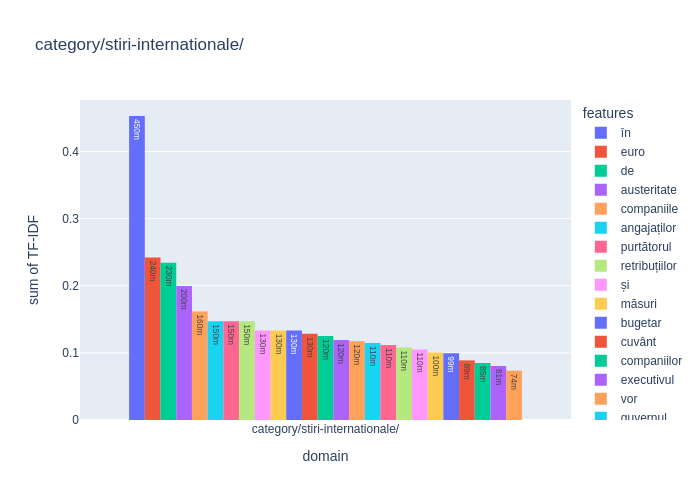 category/stiri-internationale/
features
în
euro
de
austeritate
companiile
angajaților
purtătorul
retribuțiilor
și
măsuri
bugetar
cuvânt
companiilor
executivul
vor
guvernul
sum of TF-IDF
0.4
0.3
0.2
0.1
0
450m
240m
230m
200m
160m
150m
150m
150m
130m
130m
130m
130m
120m
120m
120m
110m
110m
110m
110m
100m
99m
89m
85m
81m
74m
category/stiri-internationale/
domain